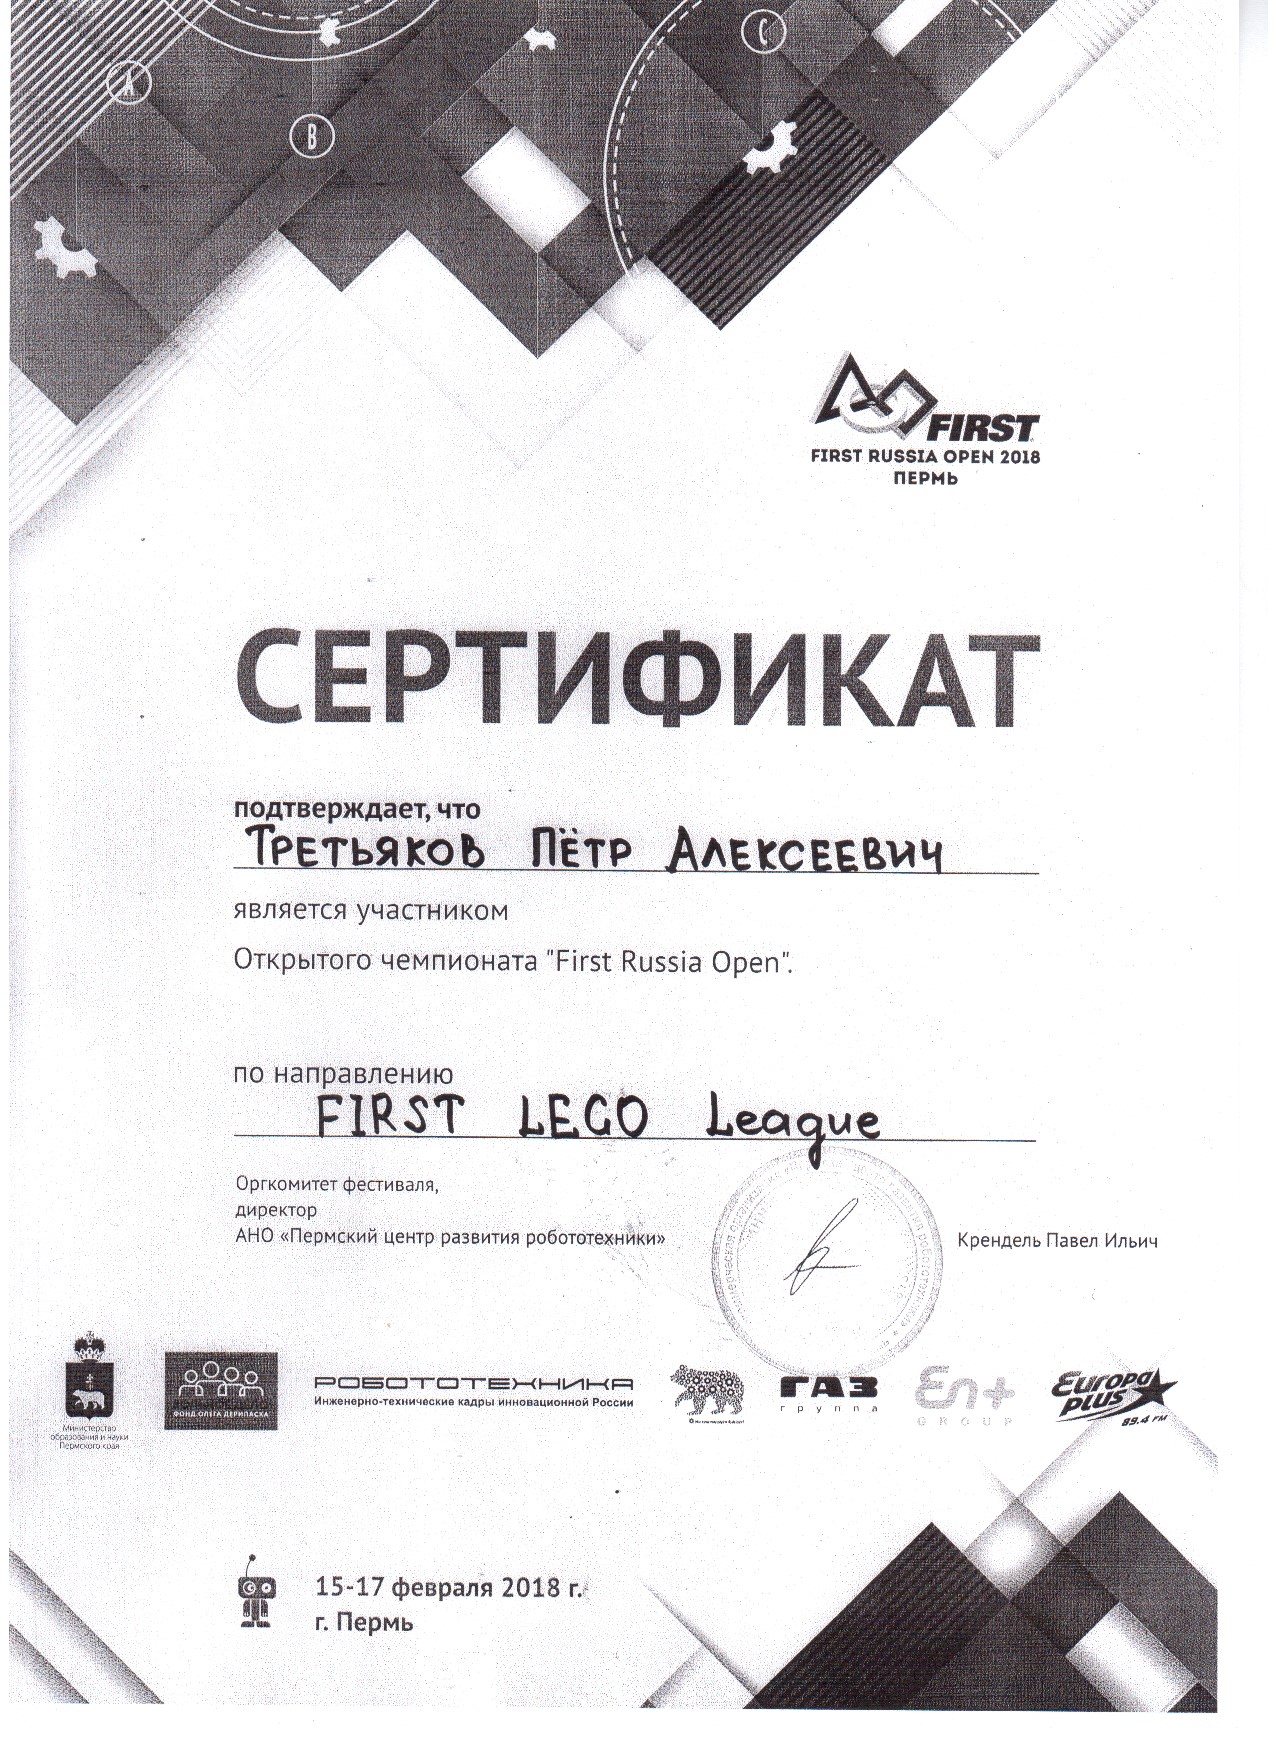 A
B
C
FIRST
FIRST RUSSIA OPEN 2018
ПЕРМЬ
СЕРТИФИКАТ
подтверждает, что
ТРЕТЬЯКОВ ПЁТР АЛЕКСЕЕВИЧ
является участником
Открытого чемпионата "First Russia Open".
по направлению
FIRST LEGO League
Оргкомитет фестиваля,
директор
АНО «Пермский центр развития робототехники»
Крендель Павел Ильич
Министерство
образования и науки
Пермского края
ФОНД ОЛЕГА ДЕРИПАСКА
РОБОТОТЕХНИКА
Инженерно-технические кадры инновационной России
ГАЗ
группа
En+
GROUP
Европа
PLUS
89.4 FM
15-17 февраля 2018 г.
г. Пермь